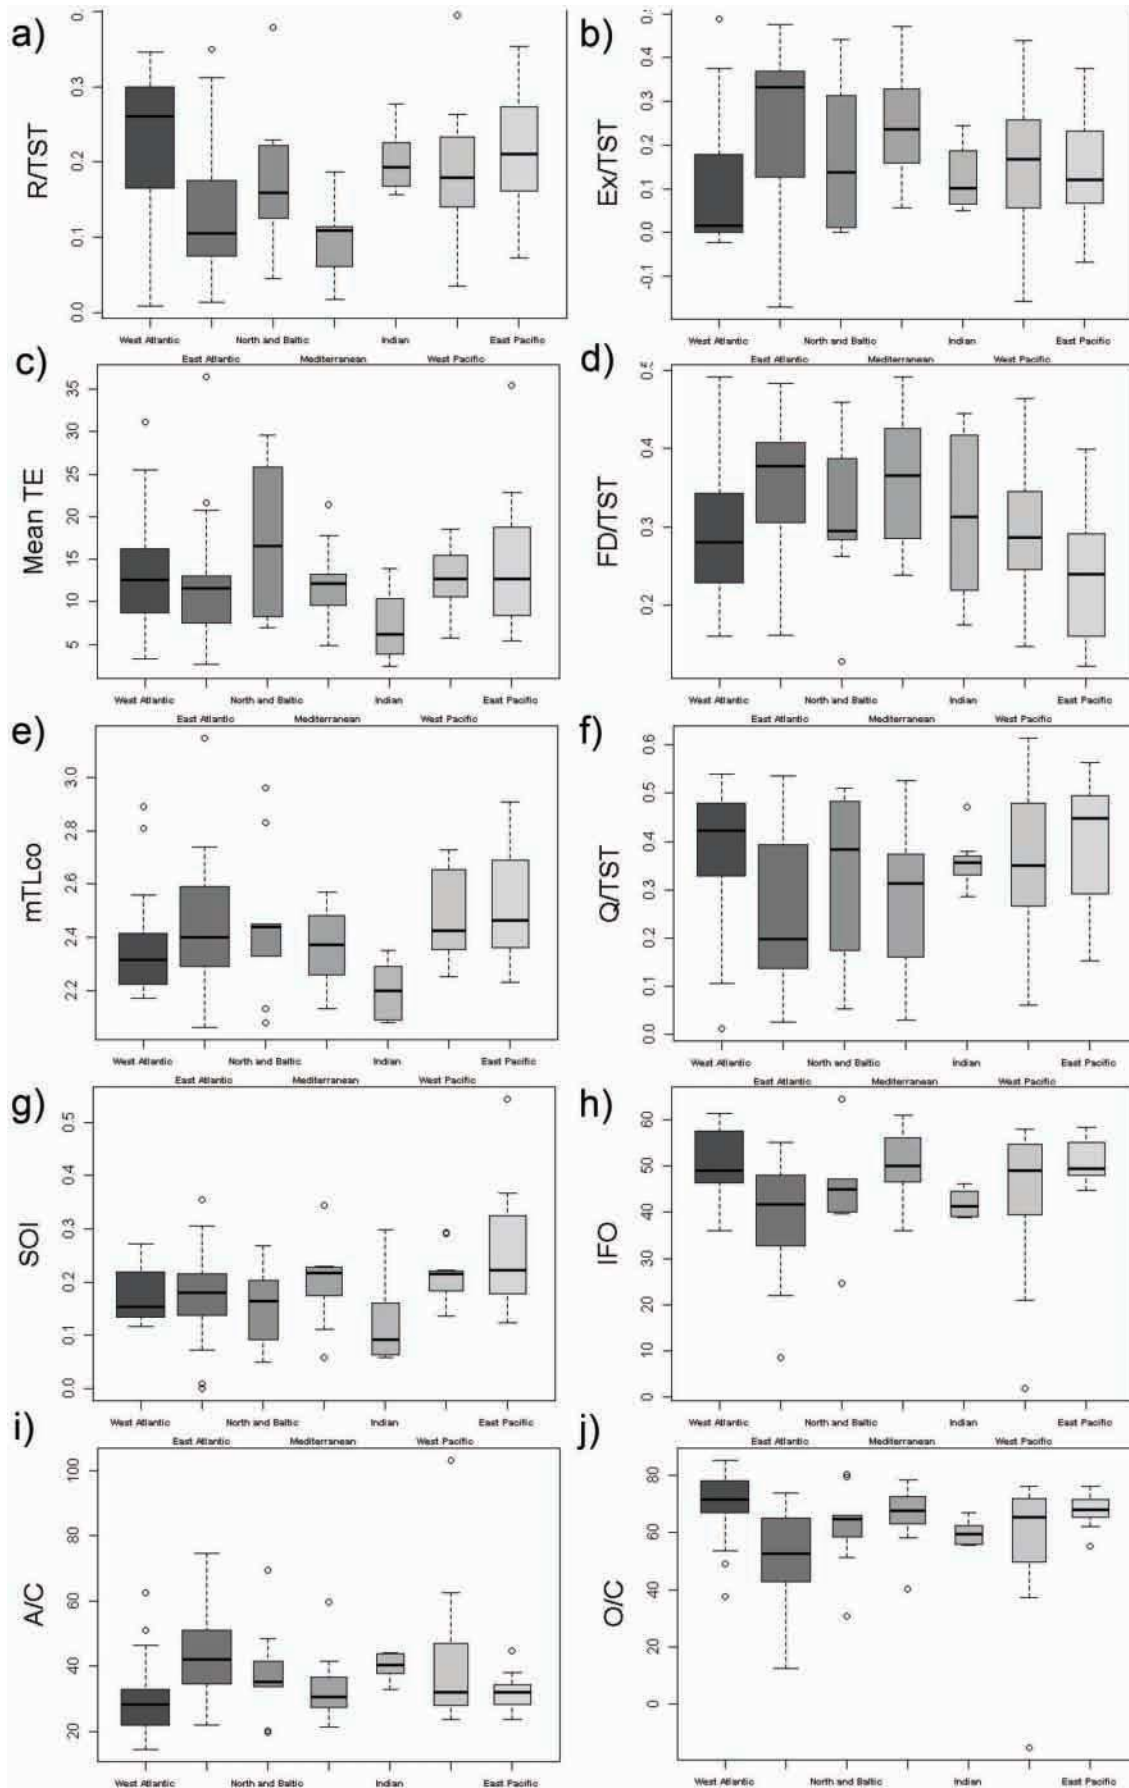 a)
R/TST
0.3
0.2
0.1
0.0
West Atlantic North and Baltic Indian East Pacific
East Atlantic Mediterranean West Pacific
b)
Ex/TST
0.4
0.3
0.2
0.1
0.0
-0.1
West Atlantic North and Baltic Indian East Pacific
East Atlantic Mediterranean West Pacific
c)
Mean TE
35
30
25
20
15
10
5
West Atlantic North and Baltic Indian East Pacific
East Atlantic Mediterranean West Pacific
d)
FD/TST
0.4
0.3
0.2
West Atlantic North and Baltic Indian East Pacific
East Atlantic Mediterranean West Pacific
e)
mTLco
3.0
2.8
2.6
2.4
2.2
West Atlantic North and Baltic Indian East Pacific
East Atlantic Mediterranean West Pacific
f)
Q/TST
0.6
0.5
0.4
0.3
0.2
0.1
0.0
West Atlantic North and Baltic Indian East Pacific
East Atlantic Mediterranean West Pacific
g)
SOI
0.5
0.4
0.3
0.2
0.1
0.0
West Atlantic North and Baltic Indian East Pacific
East Atlantic Mediterranean West Pacific
h)
IFO
60
50
40
30
20
10
0
West Atlantic North and Baltic Indian East Pacific
East Atlantic Mediterranean West Pacific
i)
A/C
100
80
60
40
20
West Atlantic North and Baltic Indian East Pacific
j)
O/C
80
60
40
20
0
West Atlantic North and Baltic Indian East Pacific